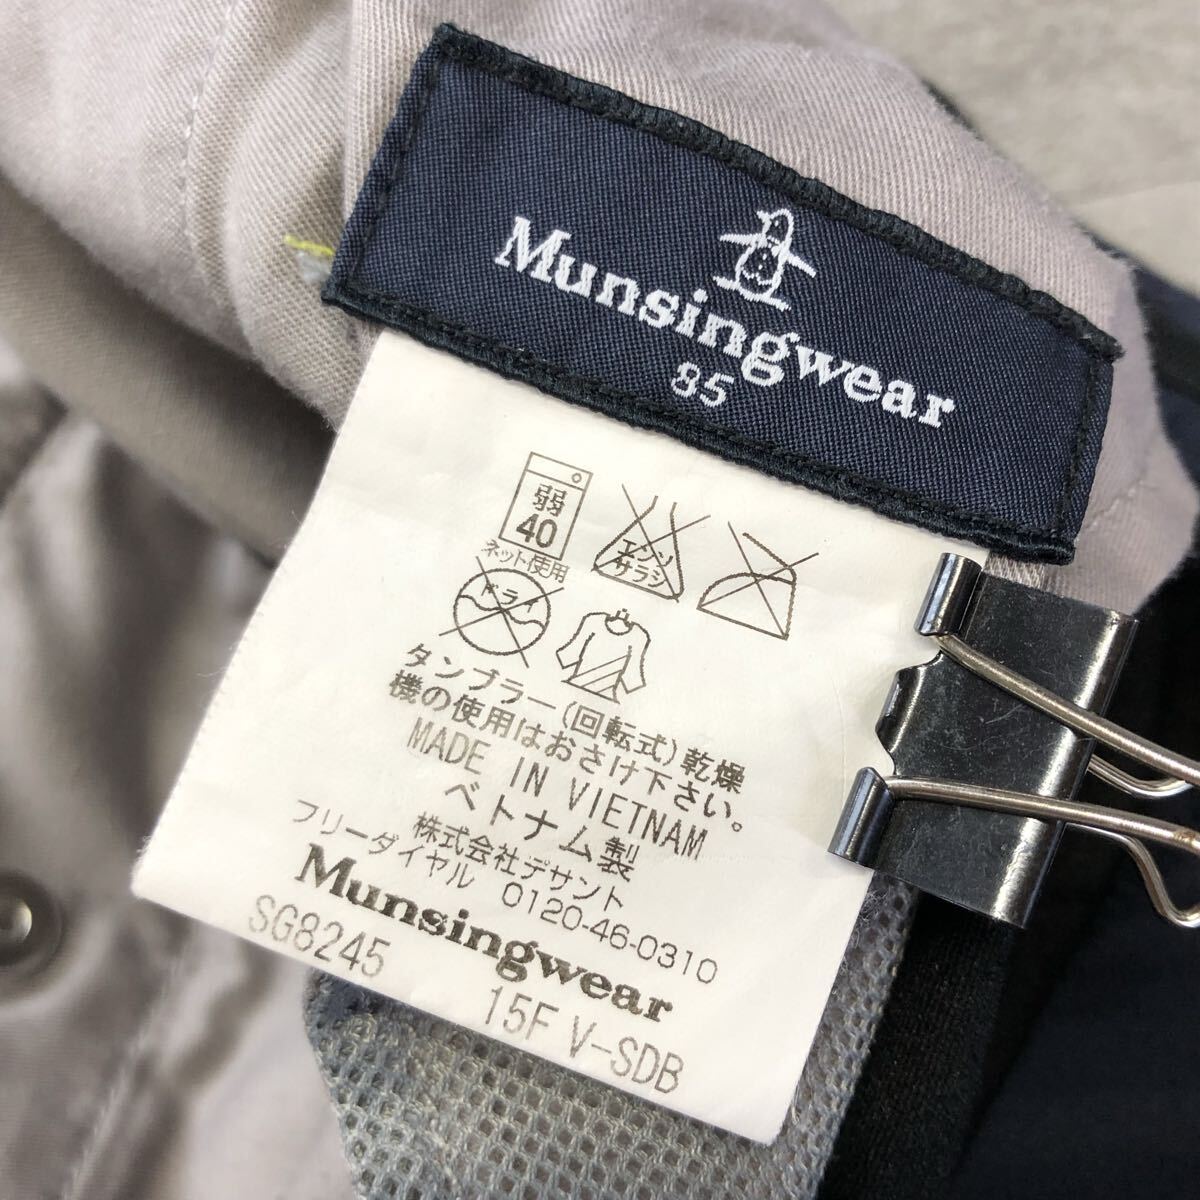 Munsingwear
85
弱
40
ネット使用
エンソ
サラシ
ドライ
タンブラー(回転式)乾燥
機の使用はおさけ下さい。
MADE IN VIETNAM
ベトナム製
株式会社デサント
フリーダイヤル 0120-46-0310
Munsingwear
SG8245 15F V-SDB